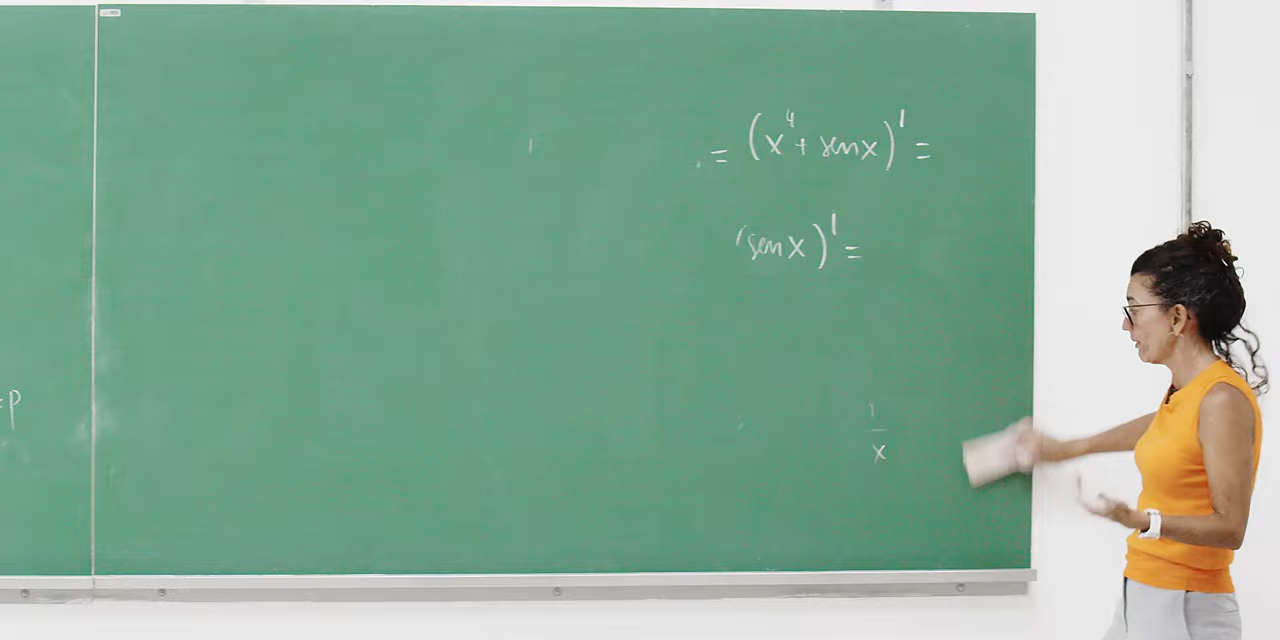 = (x⁴ + sen x)' =
(sen x)' =
=p
1
x